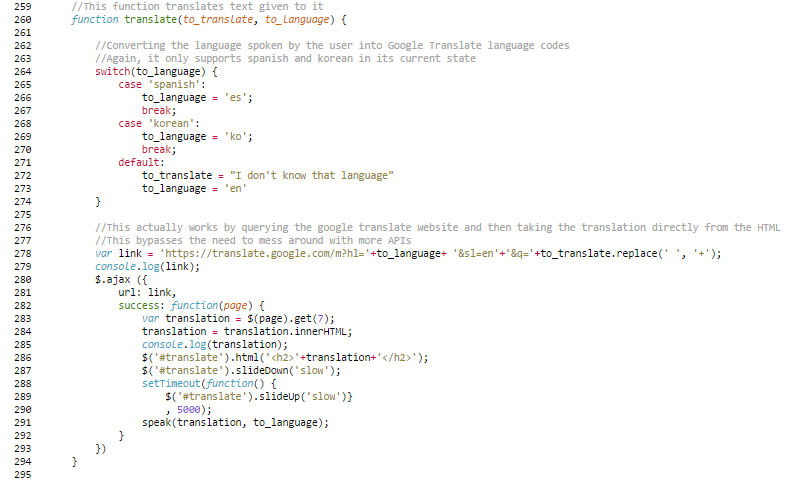 259 //This function translates text given to it
260 function translate(to_translate, to_language) {
261
262 //Converting the language spoken by the user into Google Translate language codes
263 //Again, it only supports spanish and korean in its current state
264 switch(to_language) {
265 case 'spanish':
266 to_language = 'es';
267 break;
268 case 'korean':
269 to_language = 'ko';
270 break;
271 default:
272 to_translate = "I don't know that language"
273 to_language = 'en'
274 }
275
276 //This actually works by querying the google translate website and then taking the translation directly from the HTML
277 //This bypasses the need to mess around with more APIs
278 var link = 'https://translate.google.com/m?hl='+to_language+ '&sl=en'+'&q='+to_translate.replace(' ', '+');
279 console.log(link);
280 $.ajax ({
281 url: link,
282 success: function(page) {
283 var translation = $(page).get(7);
284 translation = translation.innerHTML;
285 console.log(translation);
286 $('#translate').html('<h2>'+translation+'</h2>');
287 $('#translate').slideDown('slow');
288 setTimeout(function() {
289 $('#translate').slideUp('slow')}
290 , 5000);
291 speak(translation, to_language);
292 }
293 })
294 }
295